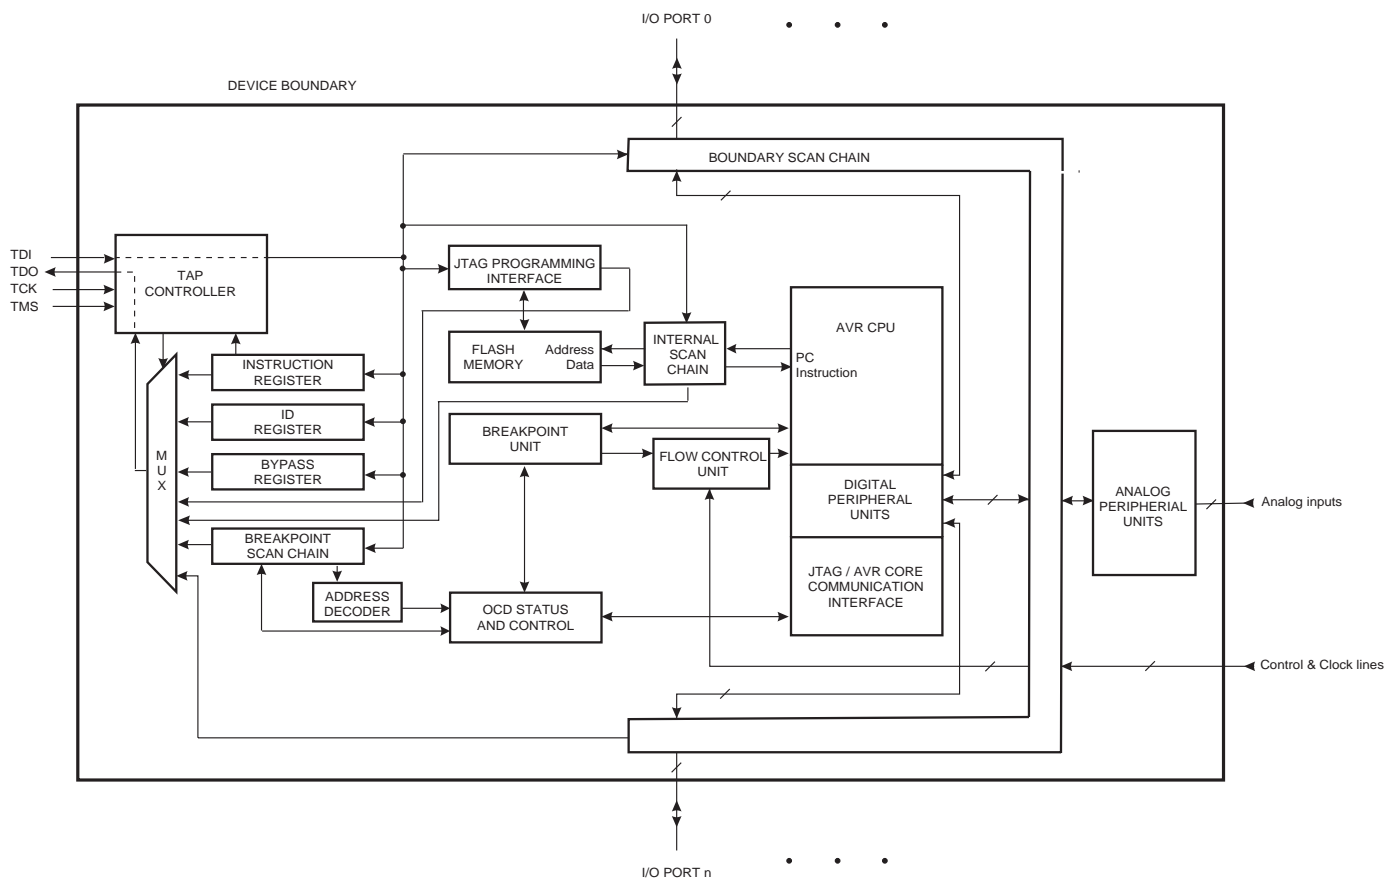 I/O PORT 0
DEVICE BOUNDARY
BOUNDARY SCAN CHAIN
TDI
TDO
TCK
TMS
TAP
CONTROLLER
JTAG PROGRAMMING
INTERFACE
AVR CPU
FLASH
MEMORY
Address
Data
INTERNAL
SCAN
CHAIN
PC
Instruction
INSTRUCTION
REGISTER
ID
REGISTER
M
U
X
BYPASS
REGISTER
BREAKPOINT
UNIT
FLOW CONTROL
UNIT
DIGITAL
PERIPHERAL
UNITS
ANALOG
PERIPHERIAL
UNITS
Analog inputs
BREAKPOINT
SCAN CHAIN
ADDRESS
DECODER
OCD STATUS
AND CONTROL
JTAG / AVR CORE
COMMUNICATION
INTERFACE
Control & Clock lines
I/O PORT n